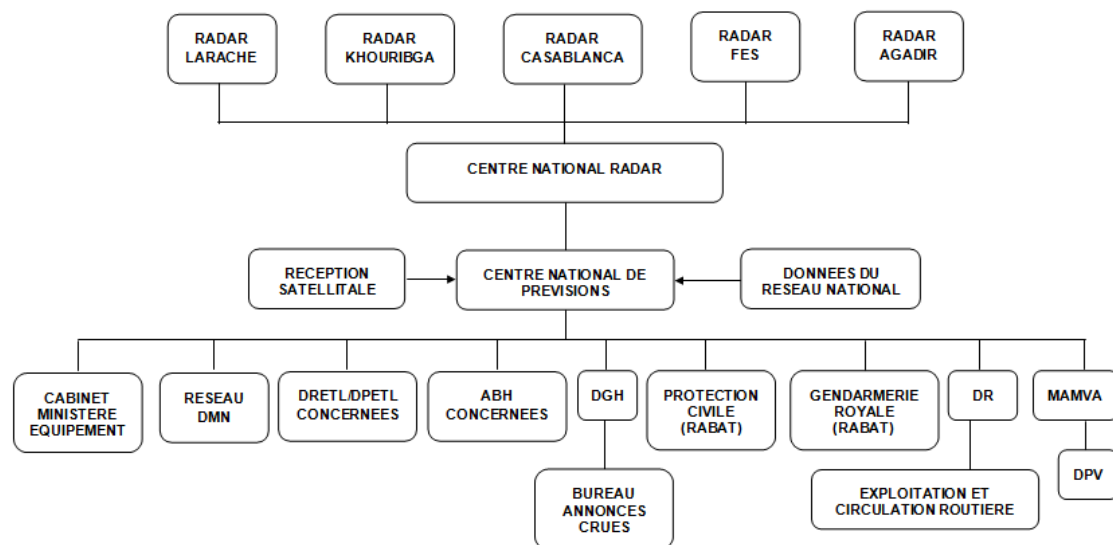 RADAR
LARACHE
RADAR
KHOURIBGA
RADAR
CASABLANCA
RADAR
FES
RADAR
AGADIR
CENTRE NATIONAL RADAR
RECEPTION
SATELLITALE
CENTRE NATIONAL DE
PREVISIONS
DONNEES DU
RESEAU NATIONAL
CABINET
MINISTERE
EQUIPEMENT
RESEAU
DMN
DRETL/DPETL
CONCERNEES
ABH
CONCERNEES
DGH
PROTECTION
CIVILE
(RABAT)
GENDARMERIE
ROYALE
(RABAT)
DR
MAMVA
BUREAU
ANNONCES
CRUES
EXPLOITATION ET
CIRCULATION ROUTIERE
DPV